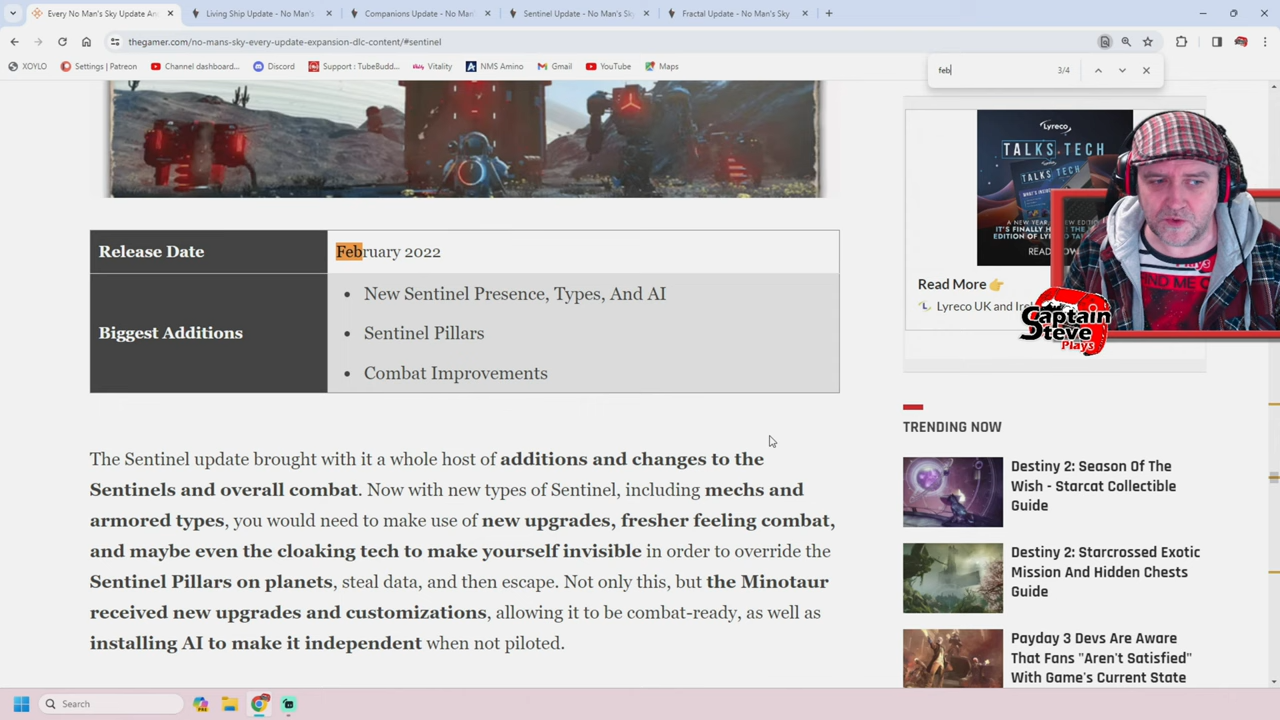 Every No Man's Sky Update An
Living Ship Update - No Man's
Companions Update - No Man
Sentinel Update - No Man's Sk
Fractal Update - No Man's Sky
thegamer.com/no-mans-sky-every-update-expansion-dlc-content/#sentinel
XOYLO
Settings | Patreon
Channel dashboard...
Discord
Support : TubeBudd...
Vitality
NMS Amino
Gmail
YouTube
Maps
feb
3/4
Lyreco
TALKS TECH
A NEW YEAR, A NEW EDITION
IT'S FINALLY
READ
Read More
Lyreco UK and Ire
Captain
Steve
Plays
Release Date
February 2022
Biggest Additions
• New Sentinel Presence, Types, And AI
• Sentinel Pillars
• Combat Improvements
The Sentinel update brought with it a whole host of additions and changes to the
Sentinels and overall combat. Now with new types of Sentinel, including mechs and
armored types, you would need to make use of new upgrades, fresher feeling combat,
and maybe even the cloaking tech to make yourself invisible in order to override the
Sentinel Pillars on planets, steal data, and then escape. Not only this, but the Minotaur
received new upgrades and customizations, allowing it to be combat-ready, as well as
installing AI to make it independent when not piloted.
TRENDING NOW
Destiny 2: Season Of The
Wish - Starcat Collectible
Guide
Destiny 2: Starcrossed Exotic
Mission And Hidden Chests
Guide
Payday 3 Devs Are Aware
That Fans "Aren't Satisfied"
With Game's Current State
Search